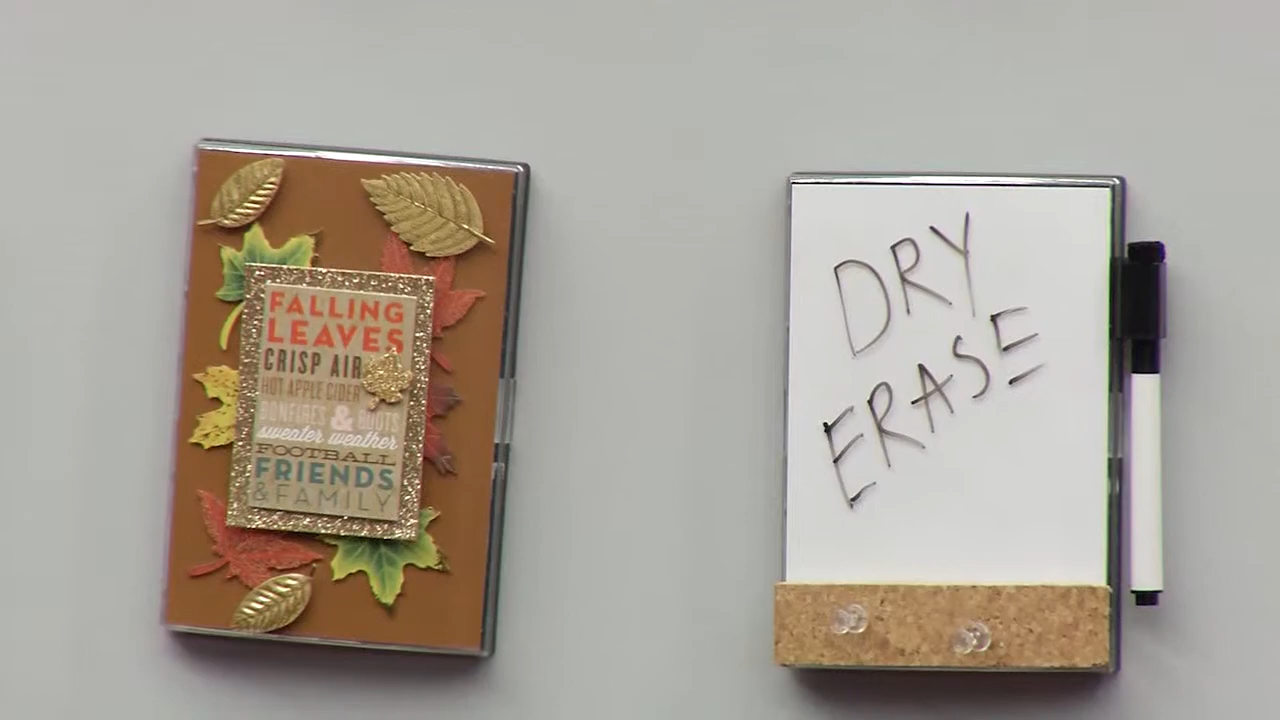 FALLING
LEAVES
CRISP AIR
HOT APPLE CIDER
BONFIRES & BOOTS
sweater weather
FOOTBALL
FRIENDS
& FAMILY
DRY
ERASE